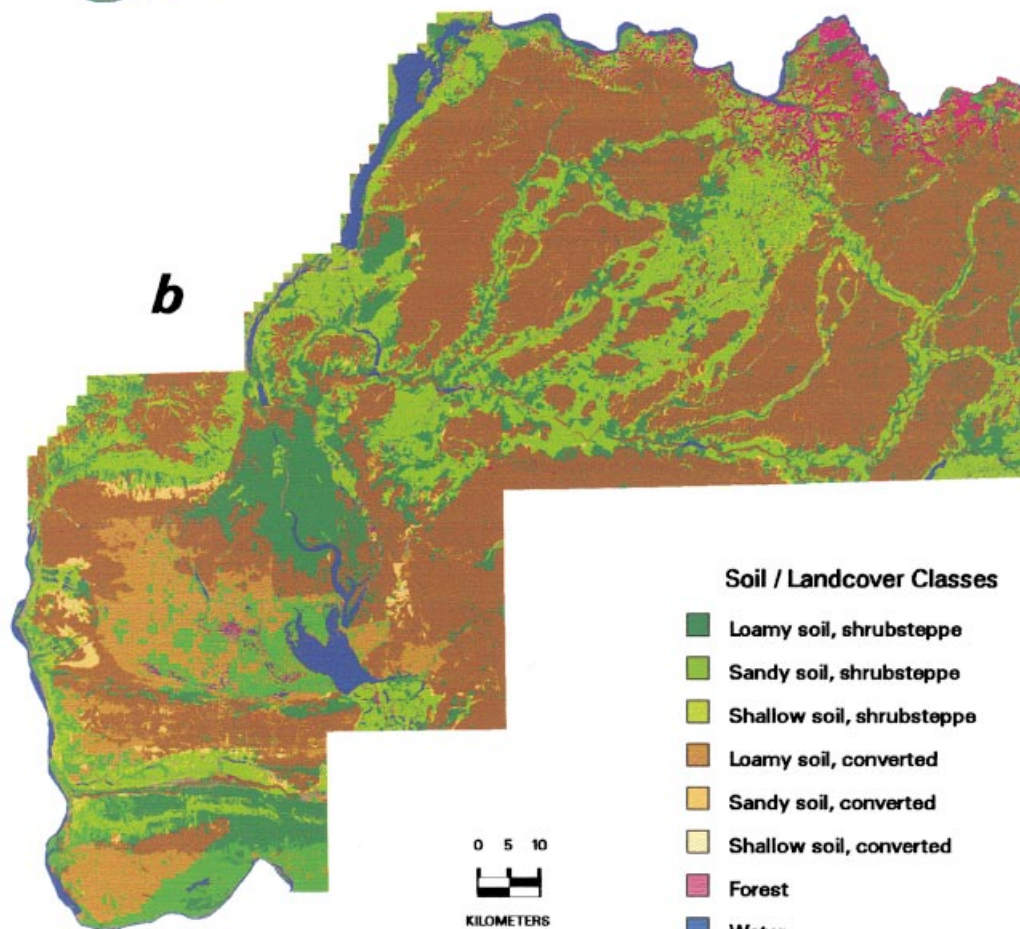 b
Soil / Landcover Classes
Loamy soil, shrubsteppe
Sandy soil, shrubsteppe
Shallow soil, shrubsteppe
Loamy soil, converted
Sandy soil, converted
Shallow soil, converted
Forest
Water
0 5 10
KILOMETERS